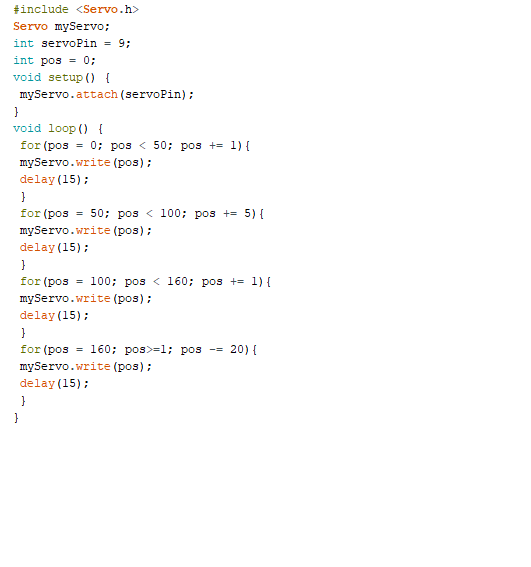 #include <Servo.h>
Servo myServo;
int servoPin = 9;
int pos = 0;
void setup() {
 myServo.attach(servoPin);
}
void loop() {
 for(pos = 0; pos < 50; pos += 1){
 myServo.write(pos);
 delay(15);
 }
 for(pos = 50; pos < 100; pos += 5){
 myServo.write(pos);
 delay(15);
 }
 for(pos = 100; pos < 160; pos += 1){
 myServo.write(pos);
 delay(15);
 }
 for(pos = 160; pos>=1; pos -= 20){
 myServo.write(pos);
 delay(15);
 }
}